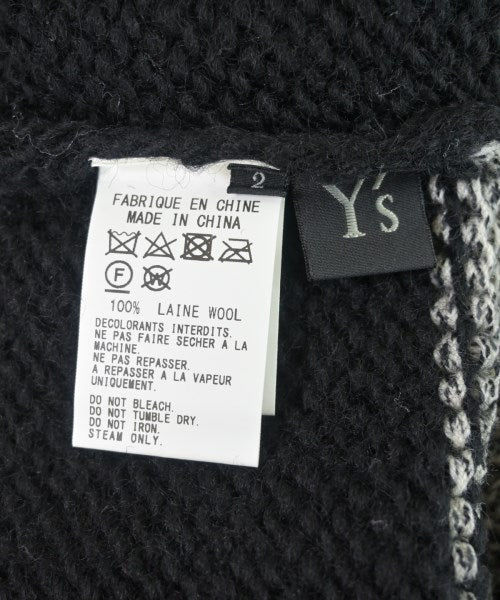 2
Y's
FABRIQUE EN CHINE
MADE IN CHINA
F W
100% LAINE WOOL
DECOLORANTS INTERDITS.
NE PAS FAIRE SECHER A LA
MACHINE.
NE PAS REPASSER.
A REPASSER A LA VAPEUR
UNIQUEMENT.
DO NOT BLEACH.
DO NOT TUMBLE DRY.
DO NOT IRON.
STEAM ONLY.